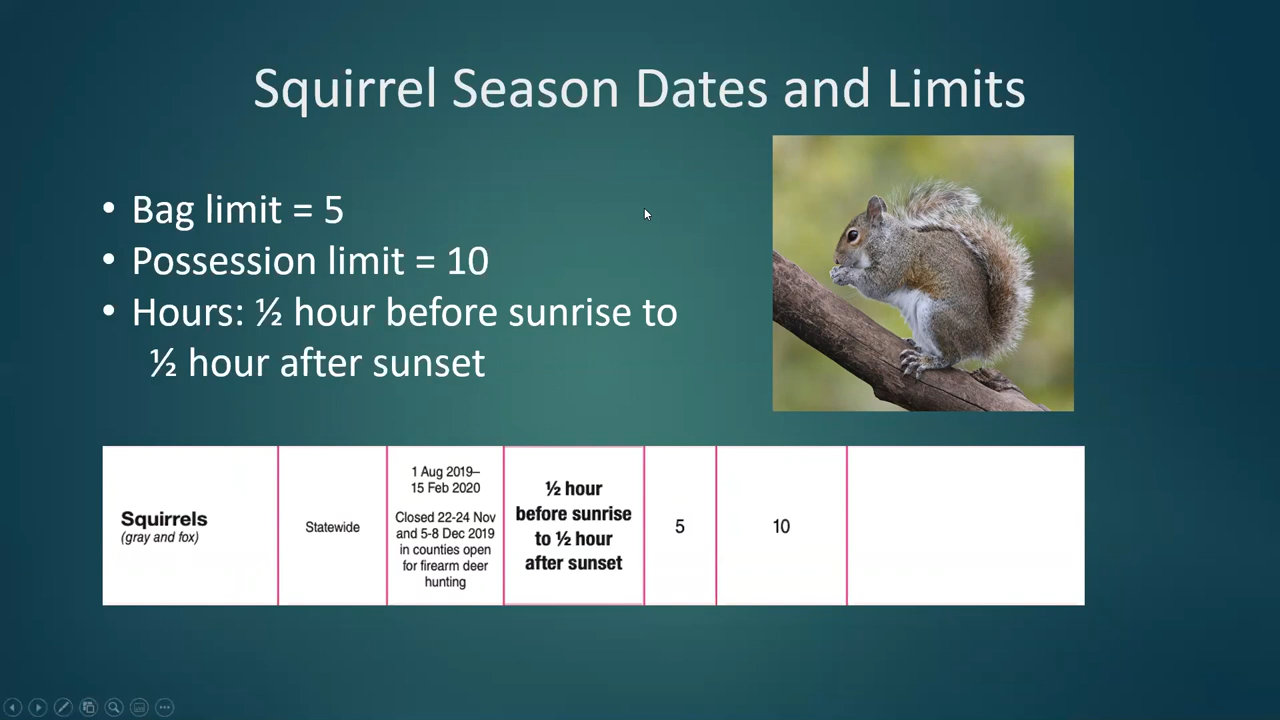 Squirrel Season Dates and Limits
• Bag limit = 5
• Possession limit = 10
• Hours: ½ hour before sunrise to
½ hour after sunset
Squirrels
(gray and fox)
Statewide
1 Aug 2019–
15 Feb 2020
Closed 22-24 Nov
and 5-8 Dec 2019
in counties open
for firearm deer
hunting
½ hour
before sunrise
to ½ hour
after sunset
5
10